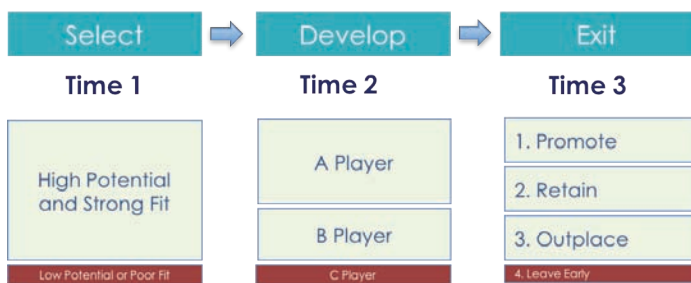 Select
Develop
Exit
Time 1
Time 2
Time 3
High Potential
and Strong Fit
Low Potential or Poor Fit
A Player
B Player
C Player
1. Promote
2. Retain
3. Outplace
4. Leave Early